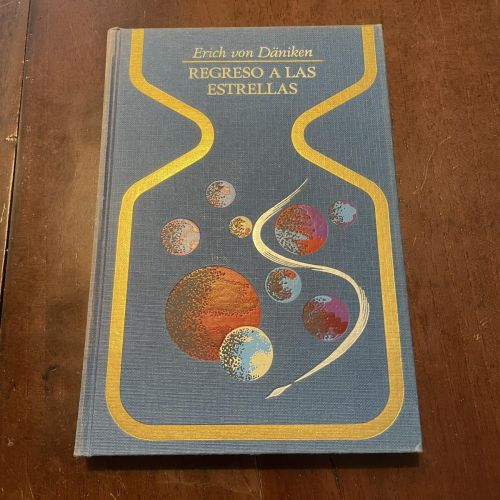 Erich von Däniken
REGRESO A LAS
ESTRELLAS